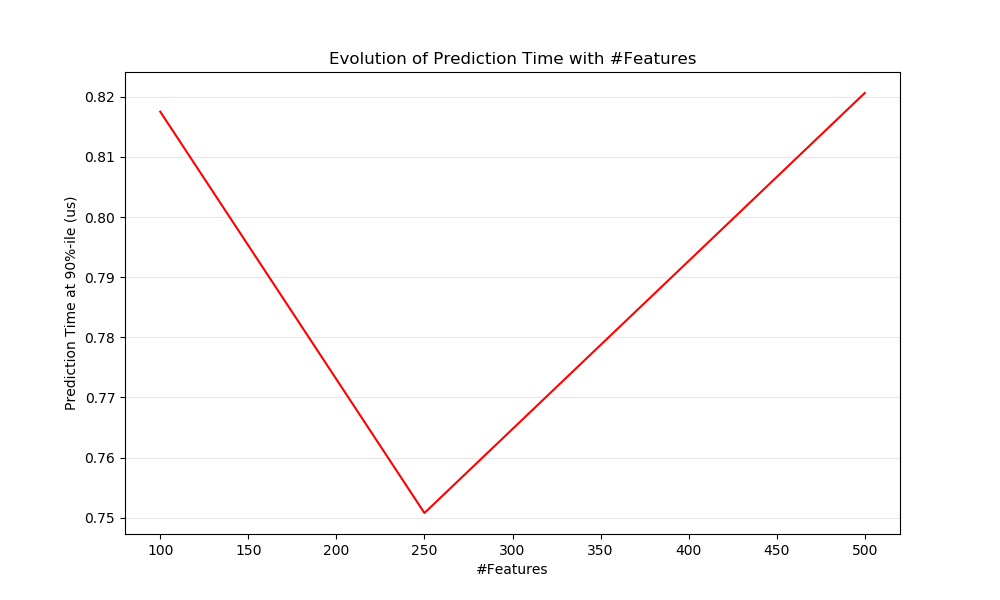 Evolution of Prediction Time with #Features
Prediction Time at 90%-ile (us)
0.82
0.81
0.80
0.79
0.78
0.77
0.76
0.75
100 150 200 250 300 350 400 450 500
#Features